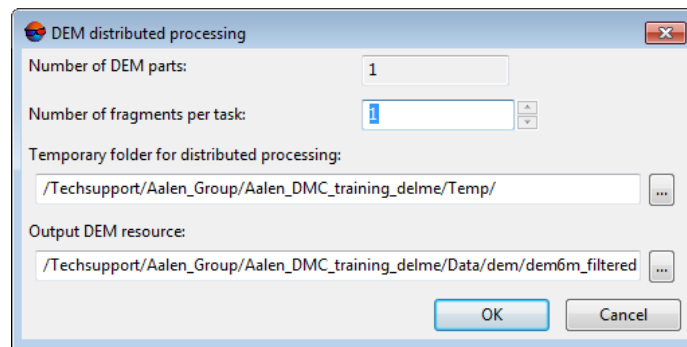 DEM distributed processing
Number of DEM parts: 1
Number of fragments per task: 1
Temporary folder for distributed processing:
/Techsupport/Aalen_Group/Aalen_DMC_training_delme/Temp/ ...
Output DEM resource:
/Techsupport/Aalen_Group/Aalen_DMC_training_delme/Data/dem/dem6m_filtered ...
OK Cancel